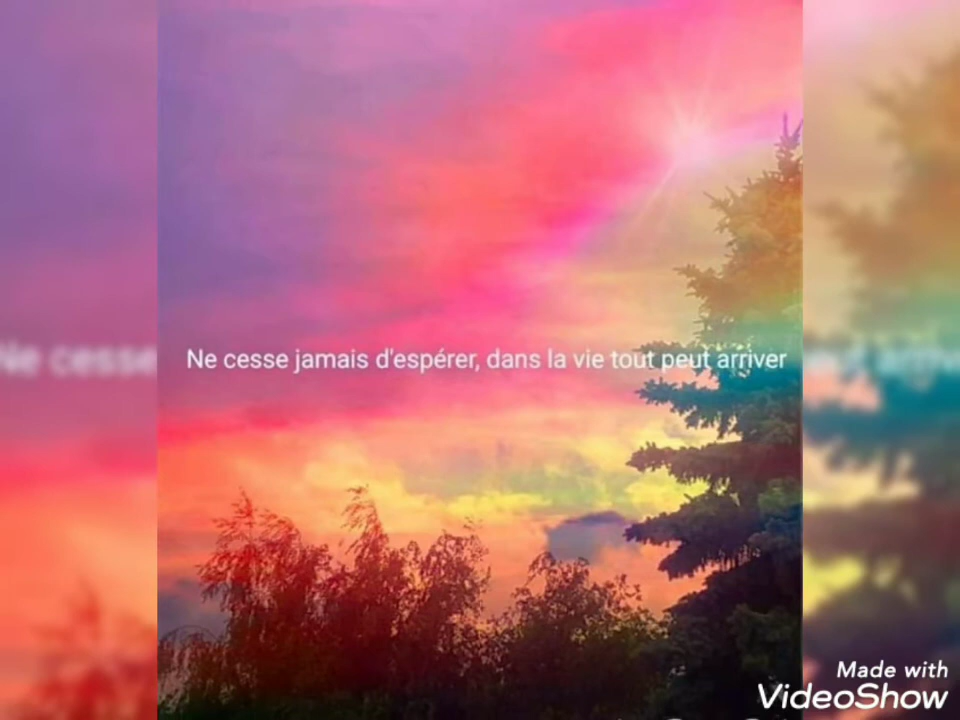 Ne cesse jamais d'espérer, dans la vie tout peut arriver
Made with
VideoShow